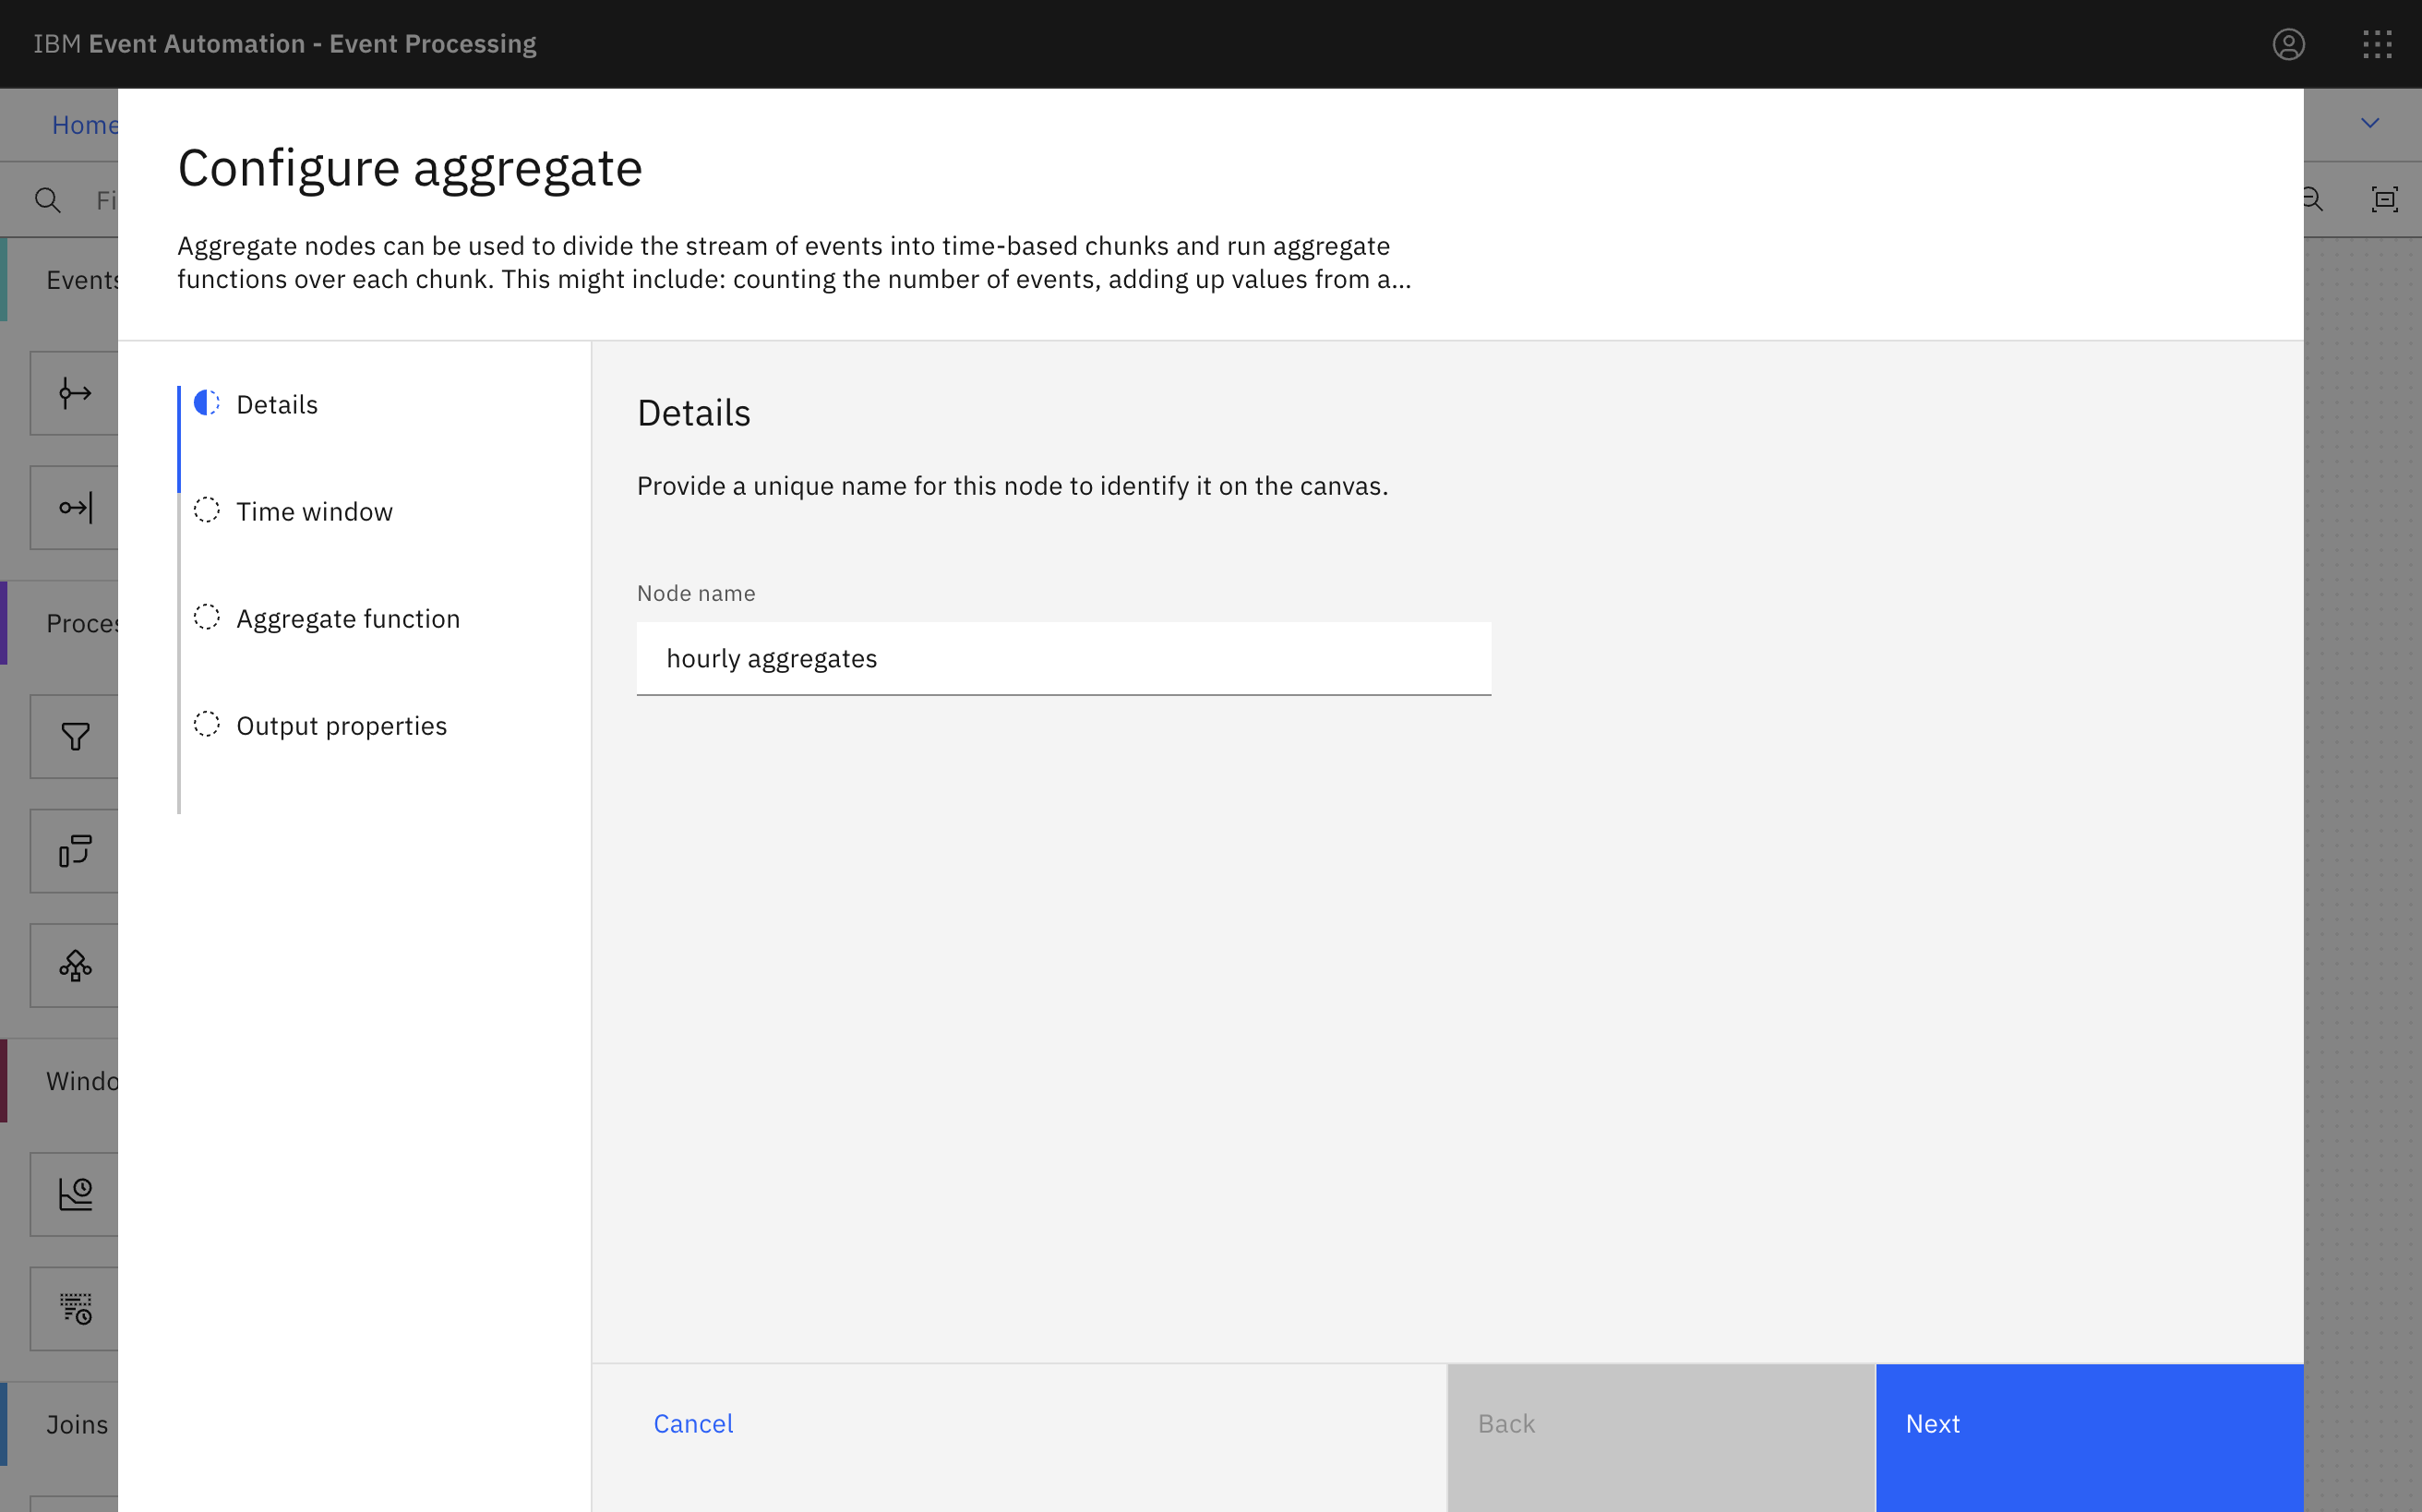 IBM Event Automation - Event Processing
Home
Configure aggregate
Aggregate nodes can be used to divide the stream of events into time-based chunks and run aggregate
functions over each chunk. This might include: counting the number of events, adding up values from a...
Fi
Events
Proces
Windo
Joins
Details
Time window
Aggregate function
Output properties
Details
Provide a unique name for this node to identify it on the canvas.
Node name
hourly aggregates
Cancel
Back
Next